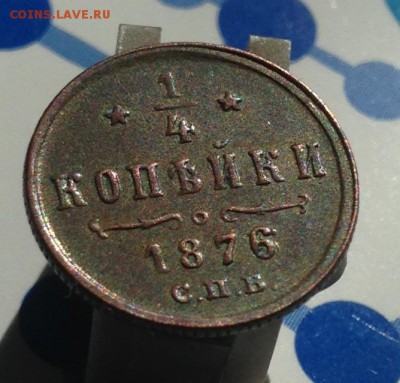 COINS.LAVE.RU
1/4
КОПѢЙКИ
1876
С.П.Б.